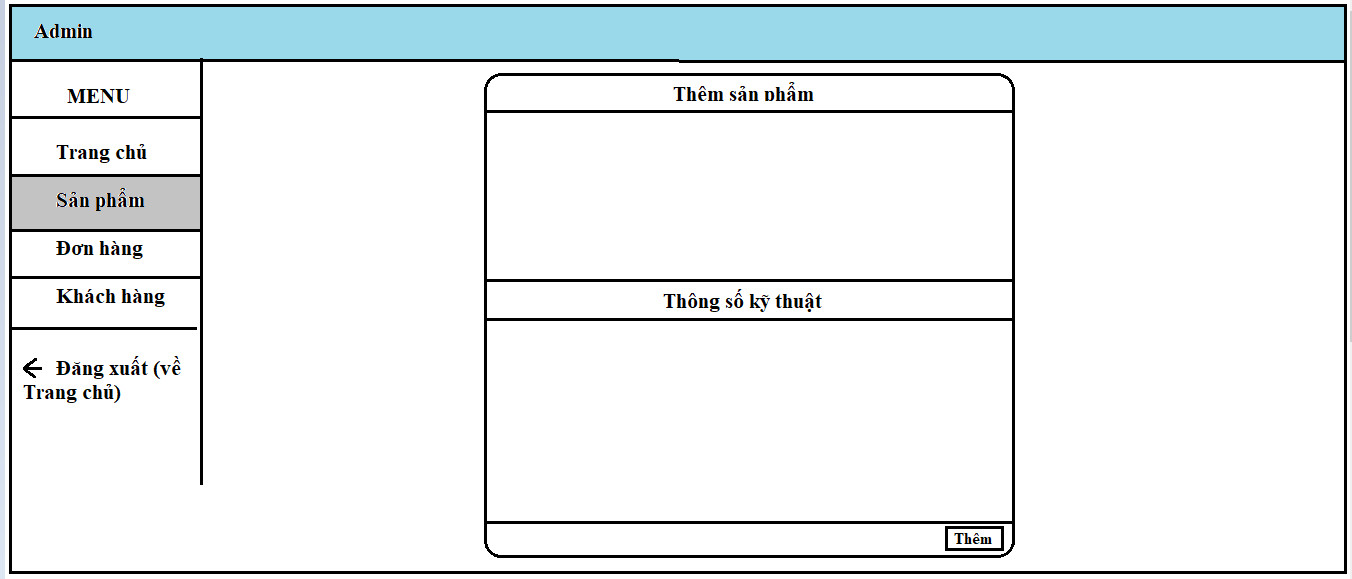 Admin
MENU
Trang chủ
Sản phẩm
Đơn hàng
Khách hàng
← Đăng xuất (về
Trang chủ)
Thêm sản phẩm
Thông số kỹ thuật
Thêm